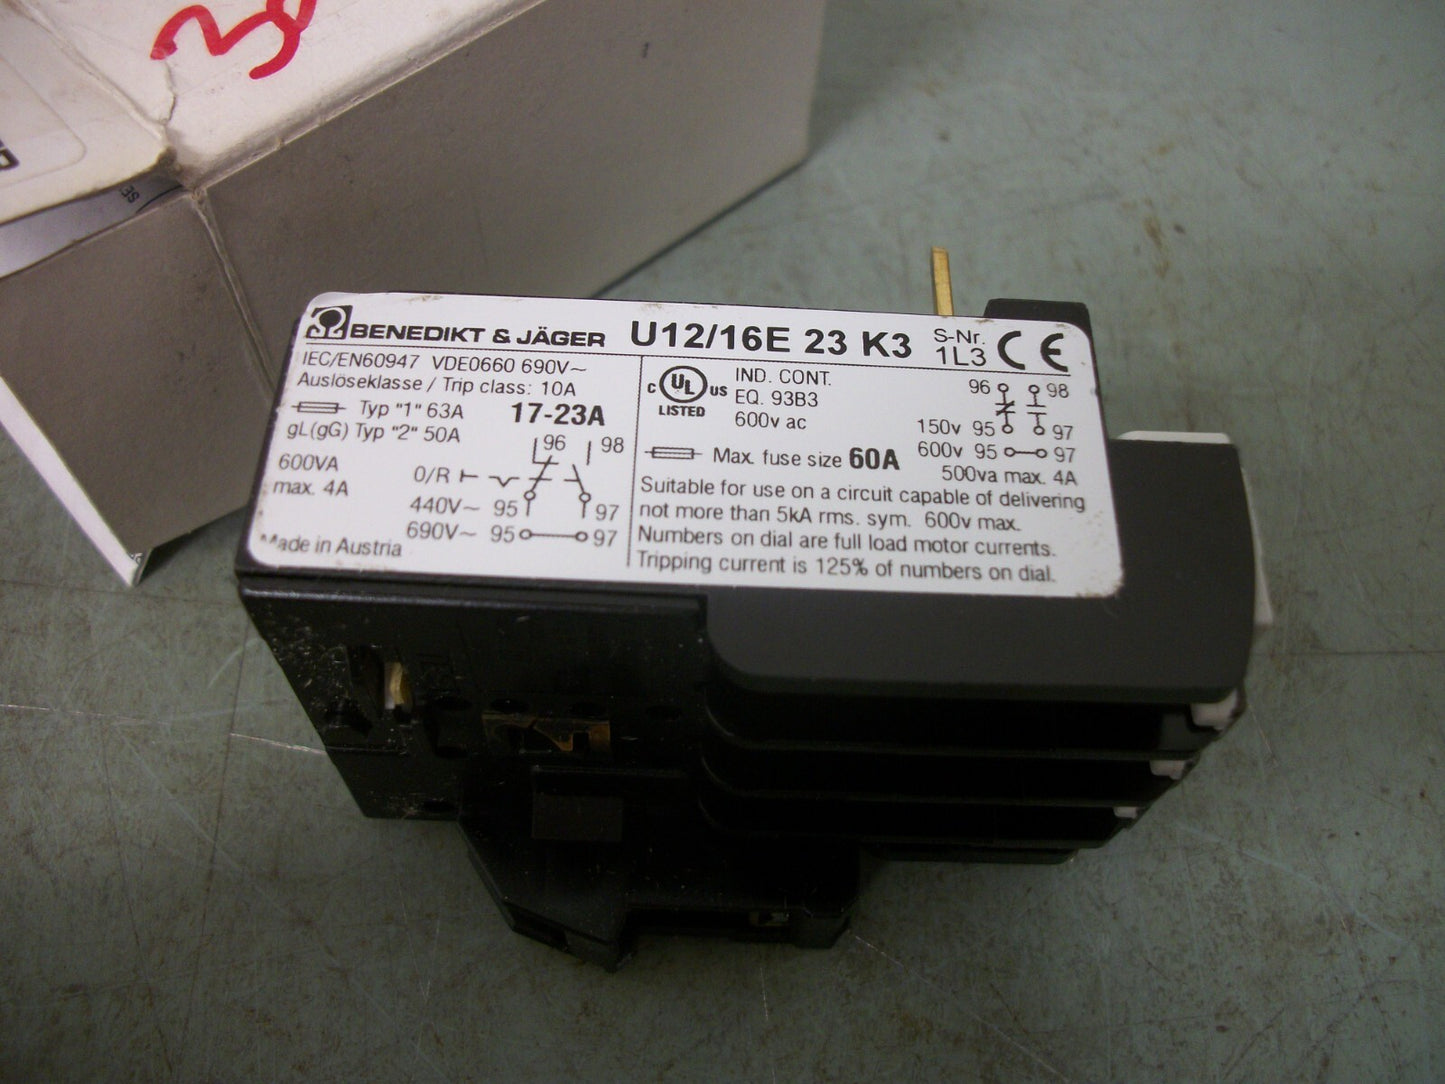 BENEDIKT & JÄGER U12/16E 23 K3 S-Nr. 1L3 CE
IEC/EN60947 VDE0660 690V~
Auslöseklasse / Trip class: 10A
Typ "1" 63A 17-23A
gL(gG) Typ "2" 50A
96 98
600VA
max. 4A
0/R
440V~ 95 97
690V~ 95 97
Made in Austria
C UL US
LISTED
IND. CONT.
EQ. 93B3
600v ac
96 98
150v 95 97
600v 95 97
500va max. 4A
Max. fuse size 60A
Suitable for use on a circuit capable of delivering
not more than 5kA rms. sym. 600v max.
Numbers on dial are full load motor currents.
Tripping current is 125% of numbers on dial.